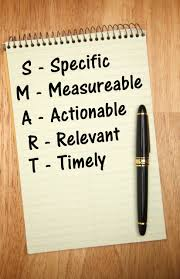 S - Specific
M - Measureable
A - Actionable
R - Relevant
T - Timely